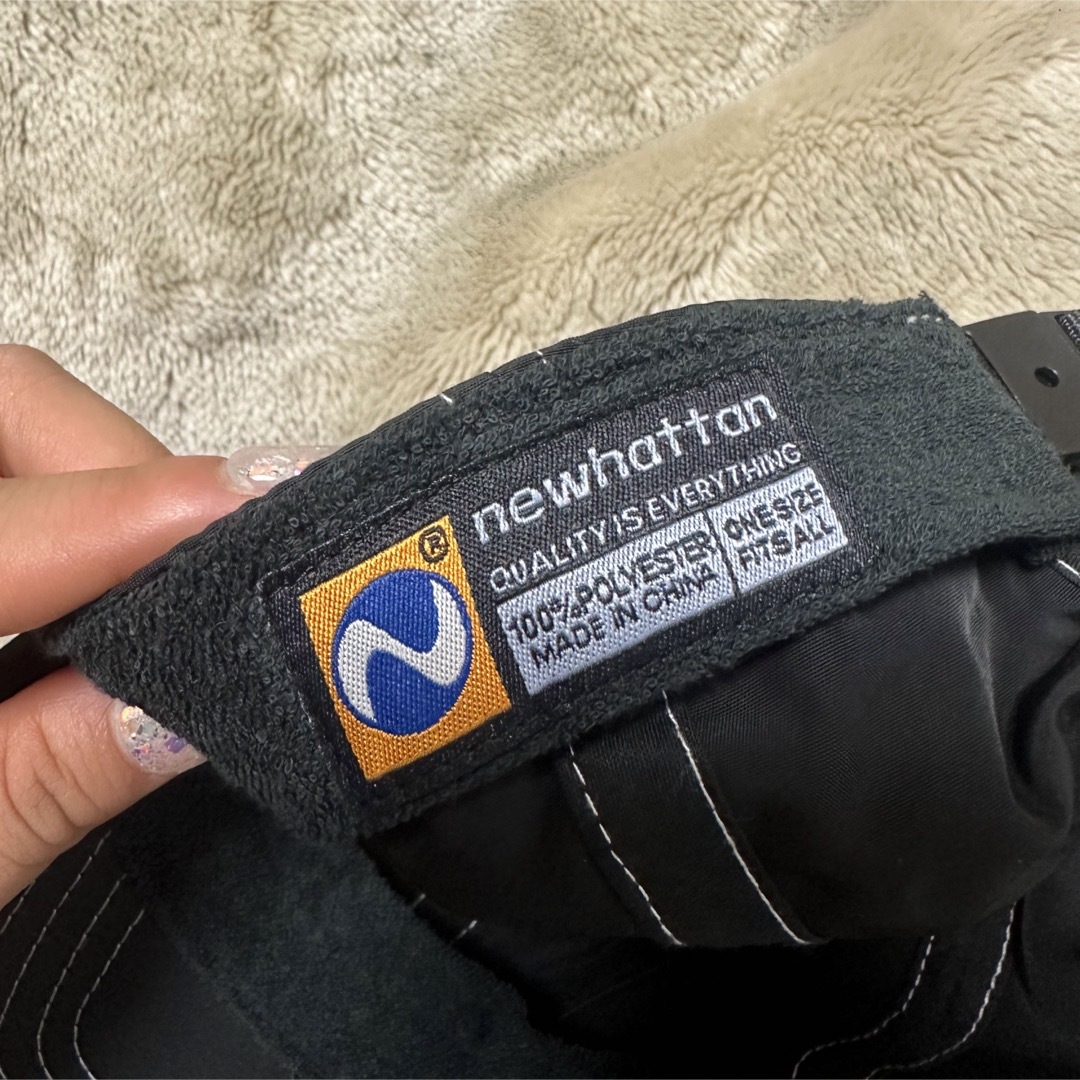 newhattan
QUALITY IS EVERYTHING
®
100%POLYESTER
MADE IN CHINA
ONE SIZE
FITS ALL